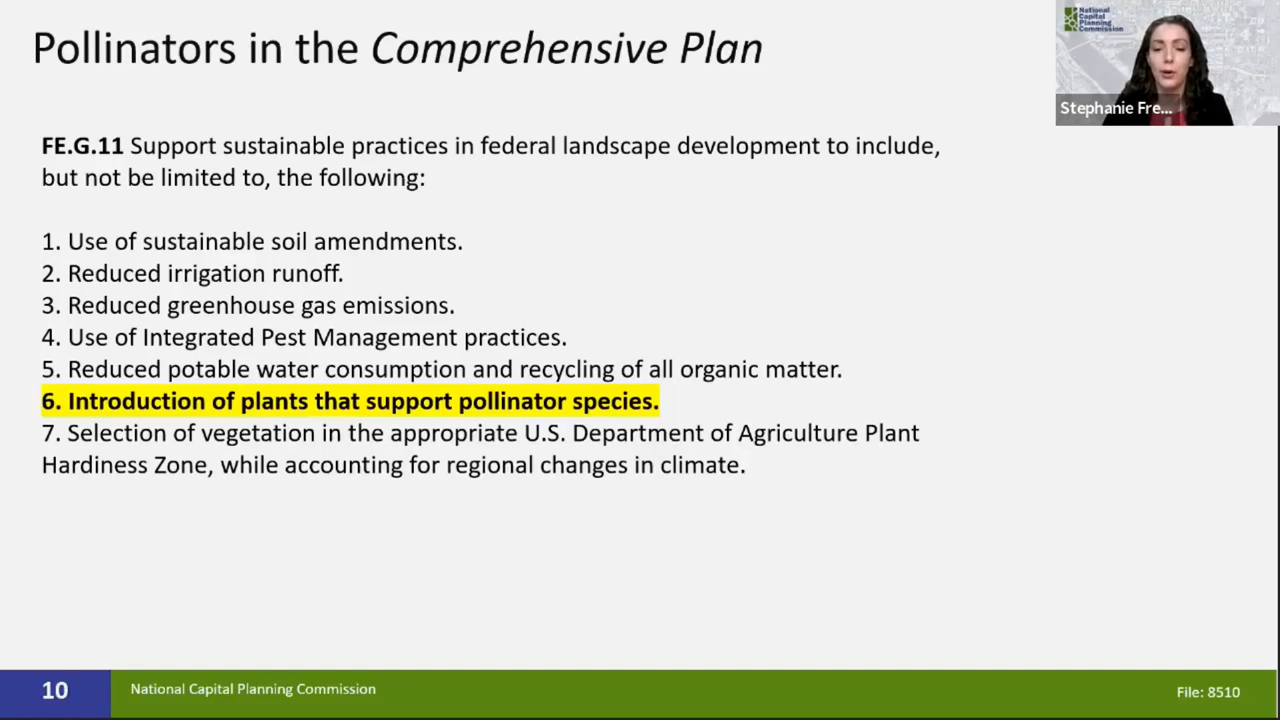 Pollinators in the Comprehensive Plan
National
Capital
Planning
Commission
Stephanie Fre...
FE.G.11 Support sustainable practices in federal landscape development to include,
but not be limited to, the following:
1. Use of sustainable soil amendments.
2. Reduced irrigation runoff.
3. Reduced greenhouse gas emissions.
4. Use of Integrated Pest Management practices.
5. Reduced potable water consumption and recycling of all organic matter.
6. Introduction of plants that support pollinator species.
7. Selection of vegetation in the appropriate U.S. Department of Agriculture Plant
Hardiness Zone, while accounting for regional changes in climate.
10
National Capital Planning Commission
File: 8510